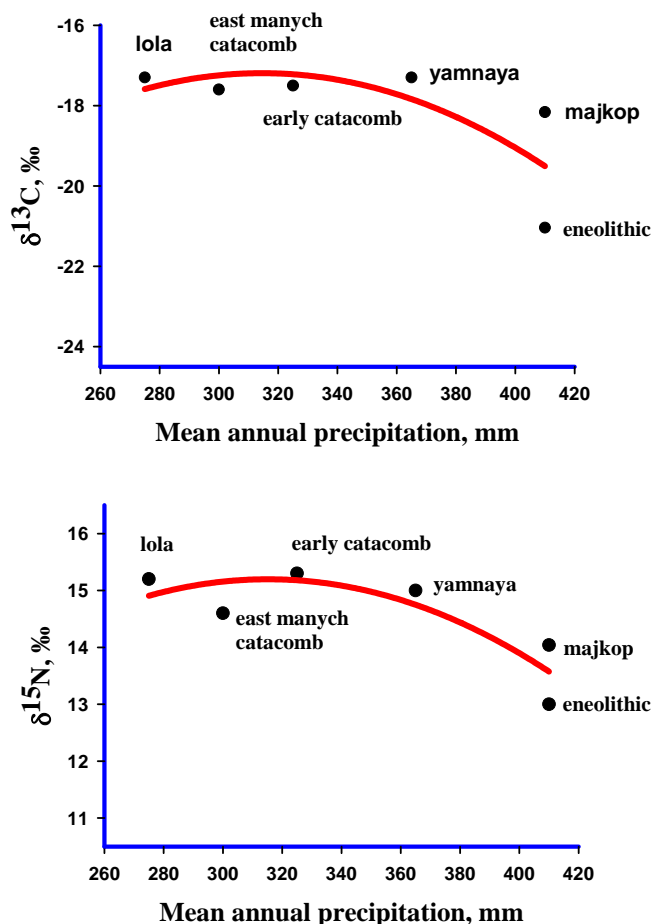 -16
east mancyh
lola
catacomb
yamnaya
-18
early catacomb
majkop
-20
δ13C, ‰
eneolithic
-22
-24
260 280 300 320 340 360 380 400 420
Mean annual precipitation, mm
16
lola
early catacomb
15
yamnaya
east manych
catacomb
14
majkop
δ15N, ‰
13
eneolithic
12
11
260 280 300 320 340 360 380 400 420
Mean annual precipitation, mm